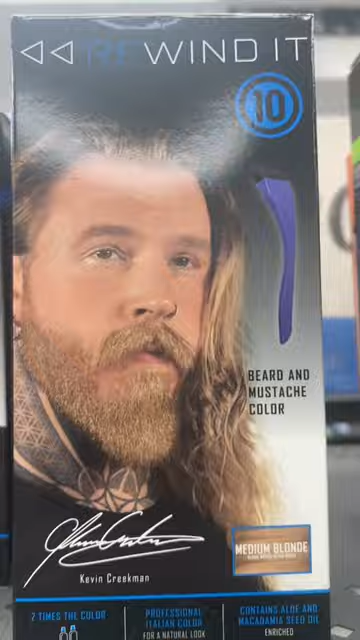 REWIND IT
10
BEARD AND
MUSTACHE
COLOR
Kevin Creekman
MEDIUM BLONDE
7 TIMES THE COLOR
PROFESSIONAL
ITALIAN COLOR
FOR A NATURAL LOOK
CONTAINS ALOE AND
MACADAMIA SEED OIL
ENRICHED